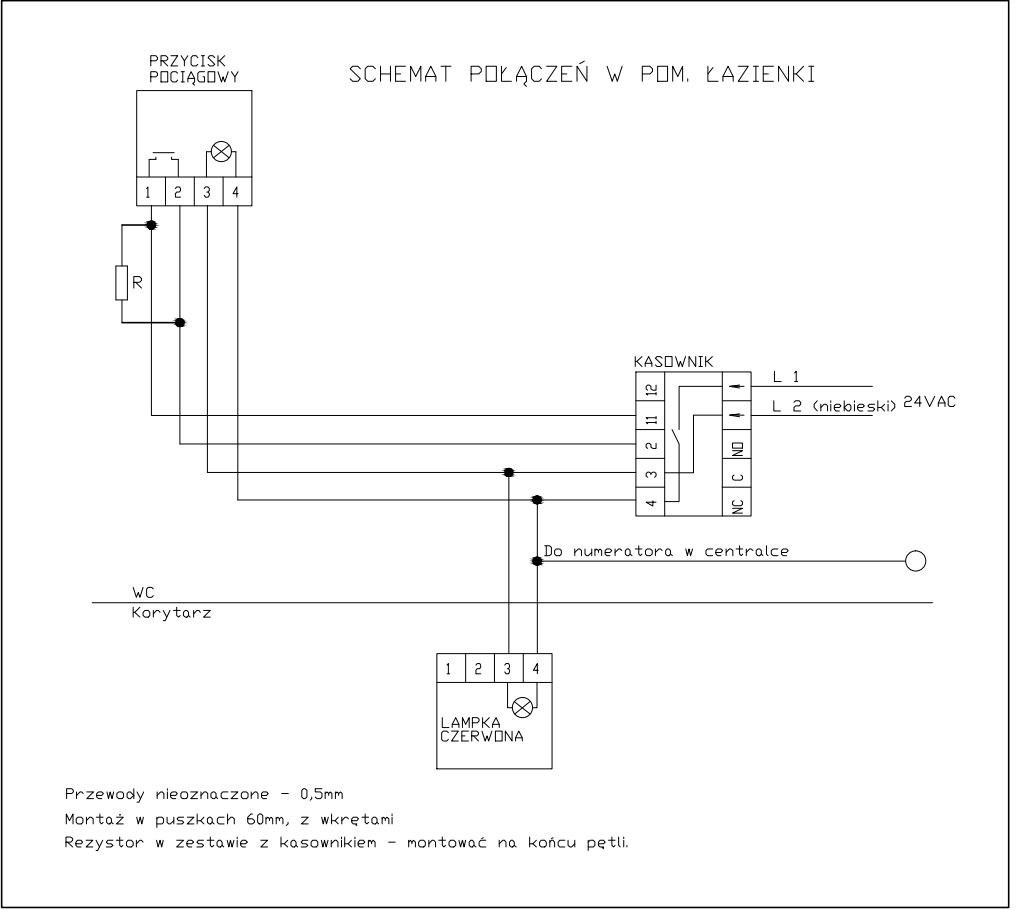 PRZYCISK
POCIĄGOWY
SCHEMAT POŁĄCZEŃ W POM. ŁAZIENKI
1 2 3 4
R
KASOWNIK
12
11
2
3
4
NO
C
NC
L 1
L 2 (niebieski)
24VAC
Do numeratora w centralce
WC
Korytarz
1 2 3 4
LAMPKA
CZERWONA
Przewody nieoznaczone - 0,5mm
Montaż w puszkach 60mm, z wkrętami
Rezystor w zestawie z kasownikiem - montować na końcu pętli.